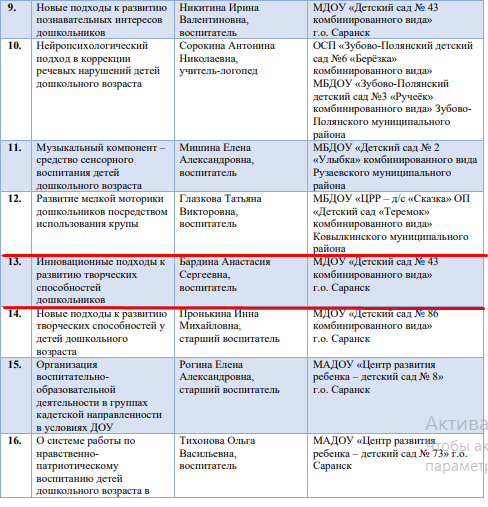 9.
Новые подходы к развитию
познавательных интересов
дошкольников
Никитина Ирина
Валентиновна,
воспитатель
МДОУ «Детский сад № 43
комбинированного вида»
г.о. Саранск
10.
Нейропсихологический
подход в коррекции
речевых нарушений детей
дошкольного возраста
Сорокина Антонина
Николаевна,
учитель-логопед
ОСП «Зубово-Полянский детский
сад №6 «Берёзка»
комбинированного вида»
МБДОУ «Зубово-Полянский
детский сад №3 «Ручеёк»
комбинированного вида» Зубово-
Полянского муниципального
района
11.
Музыкальный компонент –
средство сенсорного
воспитания детей
дошкольного возраста
Мишина Елена
Александровна,
воспитатель
МБДОУ «Детский сад № 2
«Улыбка» комбинированного вида
Рузаевского муниципального
района
12.
Развитие мелкой моторики
дошкольников посредством
использования крупы
Глазкова Татьяна
Викторовна,
воспитатель
МБДОУ «ЦРР – д/с «Сказка» ОП
«Детский сад «Теремок»
комбинированного вида»
Ковылкинского муниципального
района
13.
Инновационные подходы к
развитию творческих
способностей
дошкольников
Бардина Анастасия
Сергеевна,
воспитатель
МДОУ «Детский сад № 43
комбинированного вида»
г.о. Саранск
14.
Новые подходы к развитию
творческих способностей у
детей дошкольного
возраста
Пронькина Инна
Михайловна,
старший воспитатель
МДОУ «Детский сад № 86
комбинированного вида»
г.о. Саранск
15.
Организация
воспитательно-
образовательной
деятельности в группах
кадетской направленности
в условиях ДОУ
Рогина Елена
Александровна,
старший воспитатель
МАДОУ «Центр развития
ребенка – детский сад № 8»
г.о. Саранск
16.
О системе работы по
нравственно-
патриотическому
воспитанию детей
дошкольного возраста в
Тихонова Ольга
Васильевна,
воспитатель
МАДОУ «Центр развития
ребенка – детский сад № 73» г.о.
Саранск
Актива
Чтобы ак
параметр